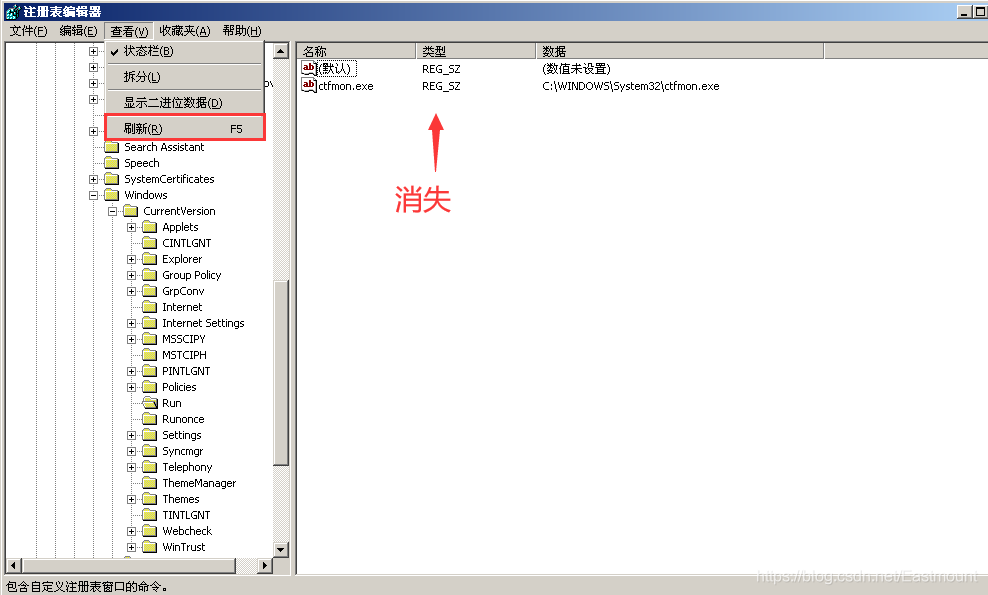 注册表编辑器
文件(F) 编辑(E) 查看(V) 收藏夹(A) 帮助(H)
状态栏(B)
拆分(L)
显示二进位数据(D)
刷新(R) F5
Search Assistant
Speech
SystemCertificates
Windows
CurrentVersion
Applets
CINTLGNT
Explorer
Group Policy
GrpConv
Internet
Internet Settings
MSSCIPY
MSTCIPH
PINTLGNT
Policies
Run
Runonce
Settings
Syncmgr
Telephony
ThemeManager
Themes
TINTLGNT
Webcheck
WinTrust
名称 类型 数据
ab (默认) REG_SZ (数值未设置)
ab ctfmon.exe REG_SZ C:\WINDOWS\System32\ctfmon.exe
消失
包含自定义注册表窗口的命令。
https://blog.csdn.net/Eastmount